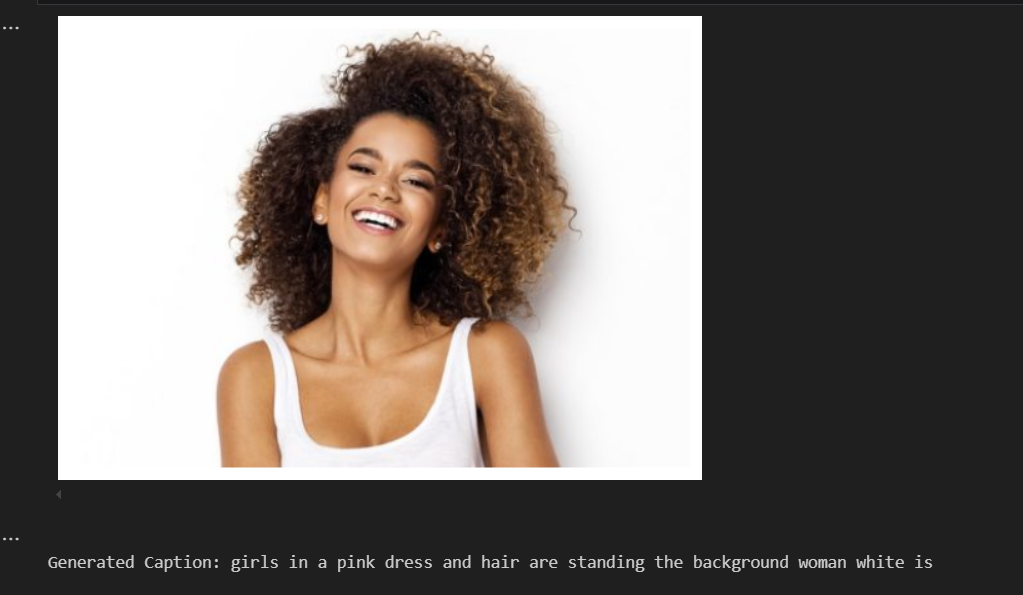 Generated Caption: girls in a pink dress and hair are standing the background woman white is